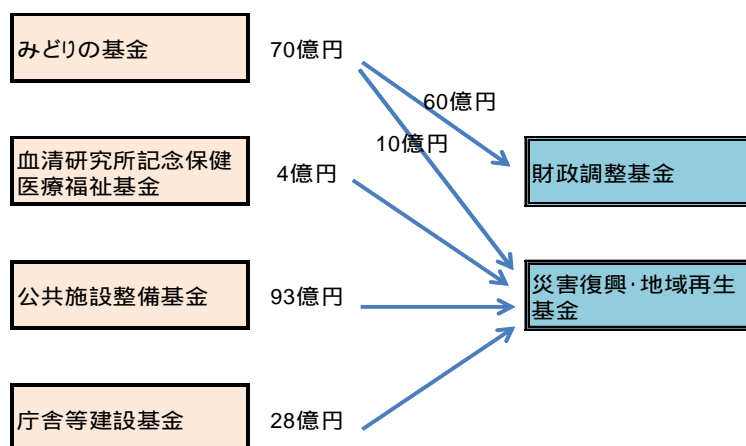 みどりの基金
70億円
60億円
10億円
血清研究所記念保健
医療福祉基金
4億円
財政調整基金
公共施設整備基金
93億円
災害復興･地域再生
基金
庁舎等建設基金
28億円